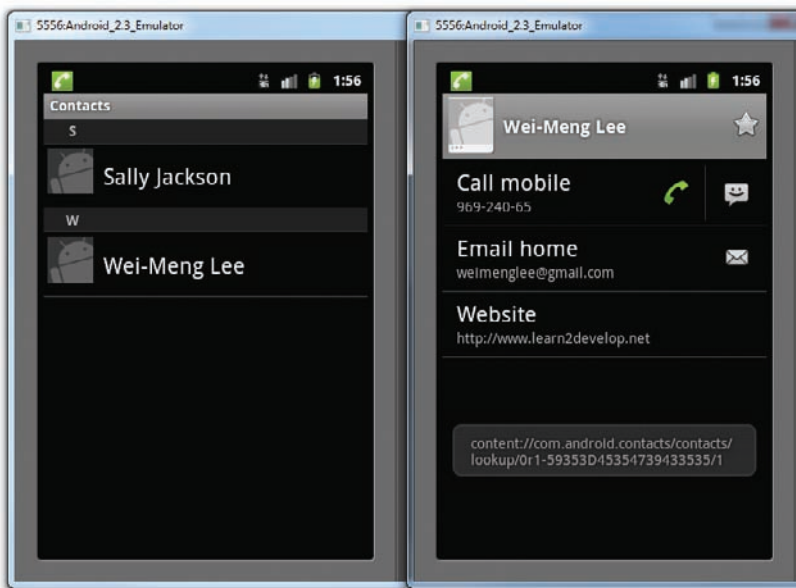 5556:Android_2.3_Emulator
1:56
Contacts
S
Sally Jackson
W
Wei-Meng Lee
5556:Android_2.3_Emulator
1:56
Wei-Meng Lee
Call mobile
969-240-65
Email home
weimenglee@gmail.com
Website
http://www.learn2develop.net
content://com.android.contacts/contacts/
lookup/0r1-59353D45354739433535/1